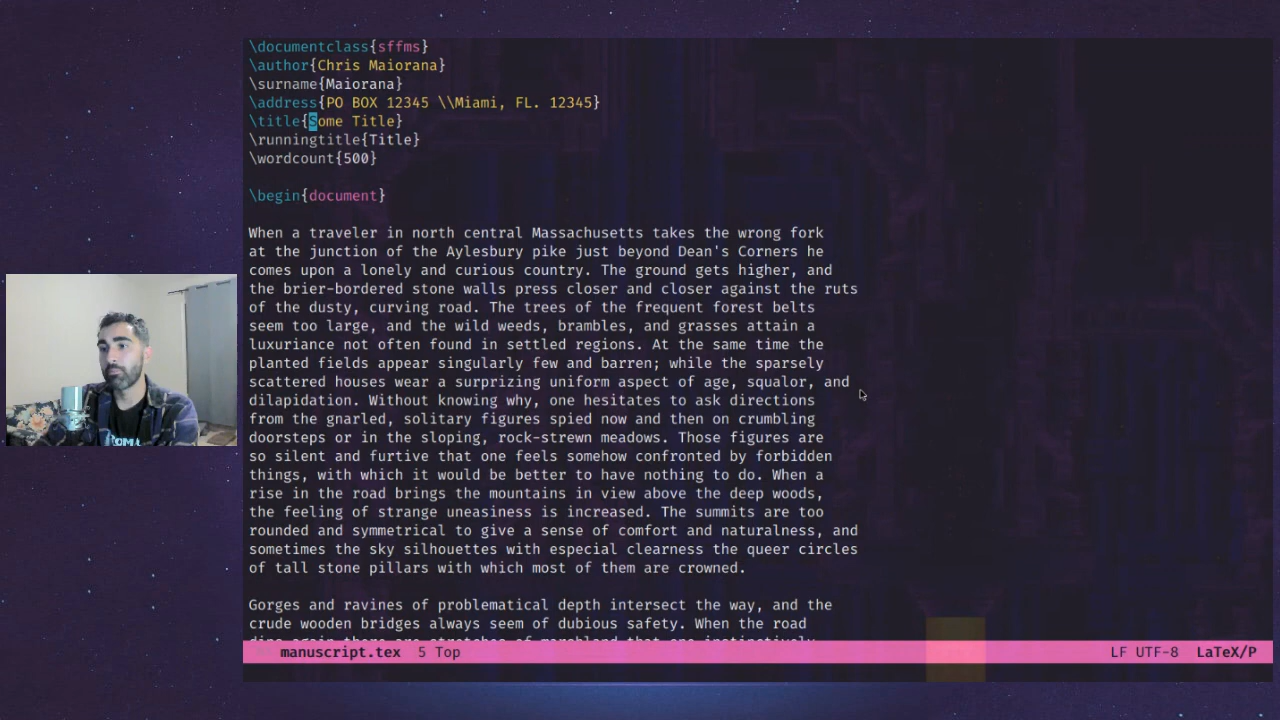 \documentclass{sffms}
\author{Chris Maiorana}
\surname{Maiorana}
\address{PO BOX 12345 \\Miami, FL. 12345}
\title{Some Title}
\runningtitle{Title}
\wordcount{500}
\begin{document}
When a traveler in north central Massachusetts takes the wrong fork
at the junction of the Aylesbury pike just beyond Dean's Corners he
comes upon a lonely and curious country. The ground gets higher, and
the brier-bordered stone walls press closer and closer against the ruts
of the dusty, curving road. The trees of the frequent forest belts
seem too large, and the wild weeds, brambles, and grasses attain a
luxuriance not often found in settled regions. At the same time the
planted fields appear singularly few and barren; while the sparsely
scattered houses wear a surprizing uniform aspect of age, squalor, and
dilapidation. Without knowing why, one hesitates to ask directions
from the gnarled, solitary figures spied now and then on crumbling
doorsteps or in the sloping, rock-strewn meadows. Those figures are
so silent and furtive that one feels somehow confronted by forbidden
things, with which it would be better to have nothing to do. When a
rise in the road brings the mountains in view above the deep woods,
the feeling of strange uneasiness is increased. The summits are too
rounded and symmetrical to give a sense of comfort and naturalness, and
sometimes the sky silhouettes with especial clearness the queer circles
of tall stone pillars with which most of them are crowned.
Gorges and ravines of problematical depth intersect the way, and the
crude wooden bridges always seem of dubious safety. When the road
manuscript.tex 5 Top LF UTF-8 LaTeX/P